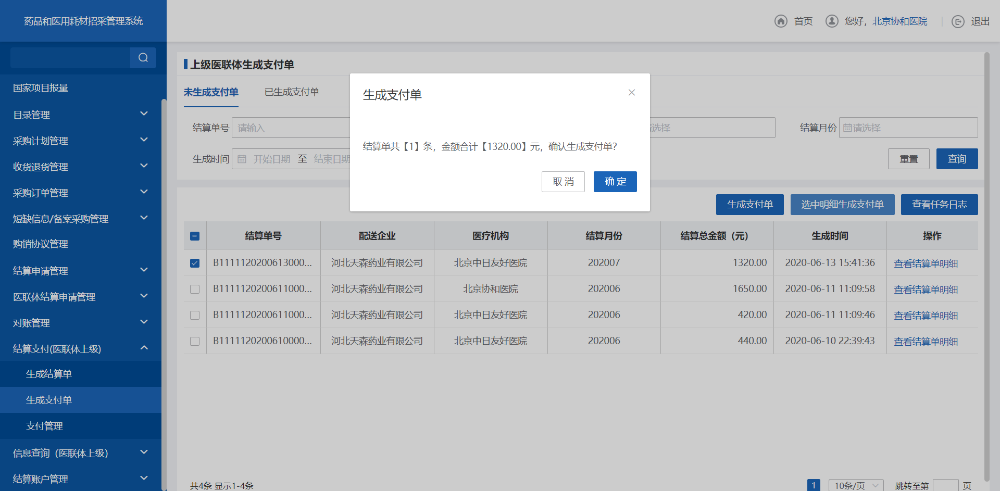 药品和医用耗材招采管理系统
首页
您好，北京协和医院
退出
国家项目报量
目录管理
采购计划管理
收货退货管理
采购订单管理
短缺信息/备案采购管理
购销协议管理
结算申请管理
医联体结算申请管理
对账管理
结算支付(医联体上级)
生成结算单
生成支付单
支付管理
信息查询（医联体上级）
结算账户管理
上级医联体生成支付单
未生成支付单 已生成支付单
结算单号 请输入 选择 结算月份 请选择
生成时间 开始日期 至 结束日期 重置 查询
生成支付单
结算单共【1】条，金额合计【1320.00】元，确认生成支付单？
取 消 确 定
生成支付单 选中明细生成支付单 查看任务日志
结算单号 配送企业 医疗机构 结算月份 结算总金额（元） 生成时间 操作
B1111120200613000... 河北天森药业有限公司 北京中日友好医院 202007 1320.00 2020-06-13 15:41:36 查看结算单明细
B1111120200611000... 河北天森药业有限公司 北京协和医院 202006 1650.00 2020-06-11 11:09:58 查看结算单明细
B1111120200611000... 河北天森药业有限公司 北京中日友好医院 202006 420.00 2020-06-11 11:09:46 查看结算单明细
B1111120200610000... 河北天森药业有限公司 北京中日友好医院 202006 440.00 2020-06-10 22:39:43 查看结算单明细
共4条 显示1-4条 1 10条/页 跳转至第 页